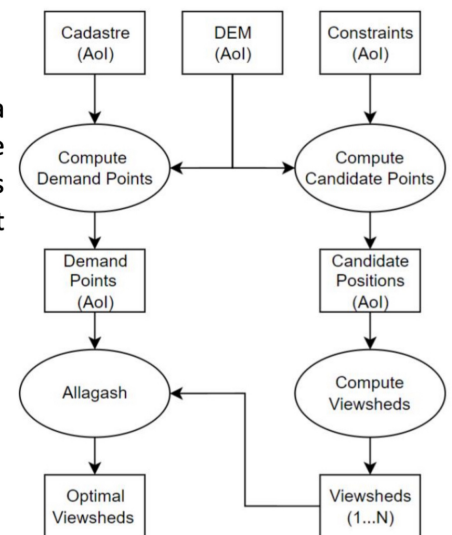 Cadastre
(AoI)
DEM
(AoI)
Constraints
(AoI)
a
e
s
t
Compute
Demand Points
Compute
Candidate Points
Demand
Points
(AoI)
Candidate
Positions
(AoI)
Allagash
Compute
Viewsheds
Optimal
Viewsheds
Viewsheds
(1...N)